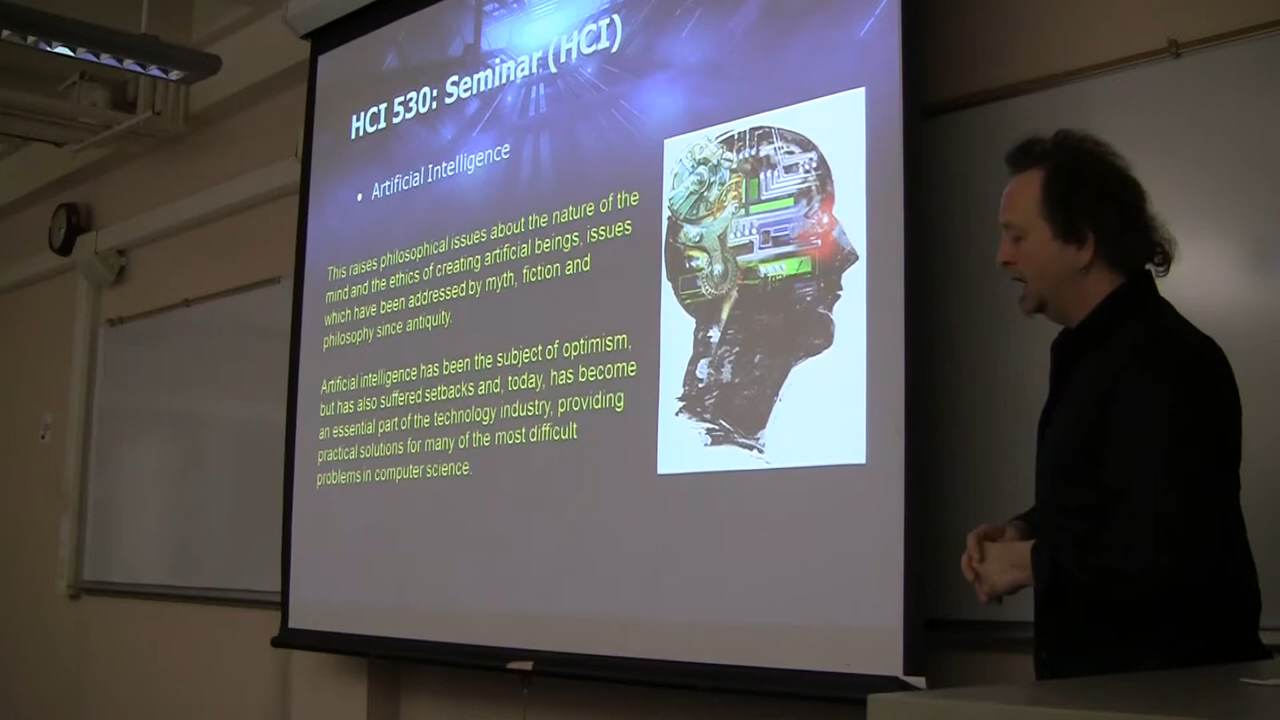 HCI 530: Seminar (HCI)
• Artificial Intelligence
This raises philosophical issues about the nature of the
mind and the ethics of creating artificial beings, issues
which have been addressed by myth, fiction and
philosophy since antiquity.
Artificial intelligence has been the subject of optimism,
but has also suffered setbacks and, today, has become
an essential part of the technology industry, providing
practical solutions for many of the most difficult
problems in computer science.